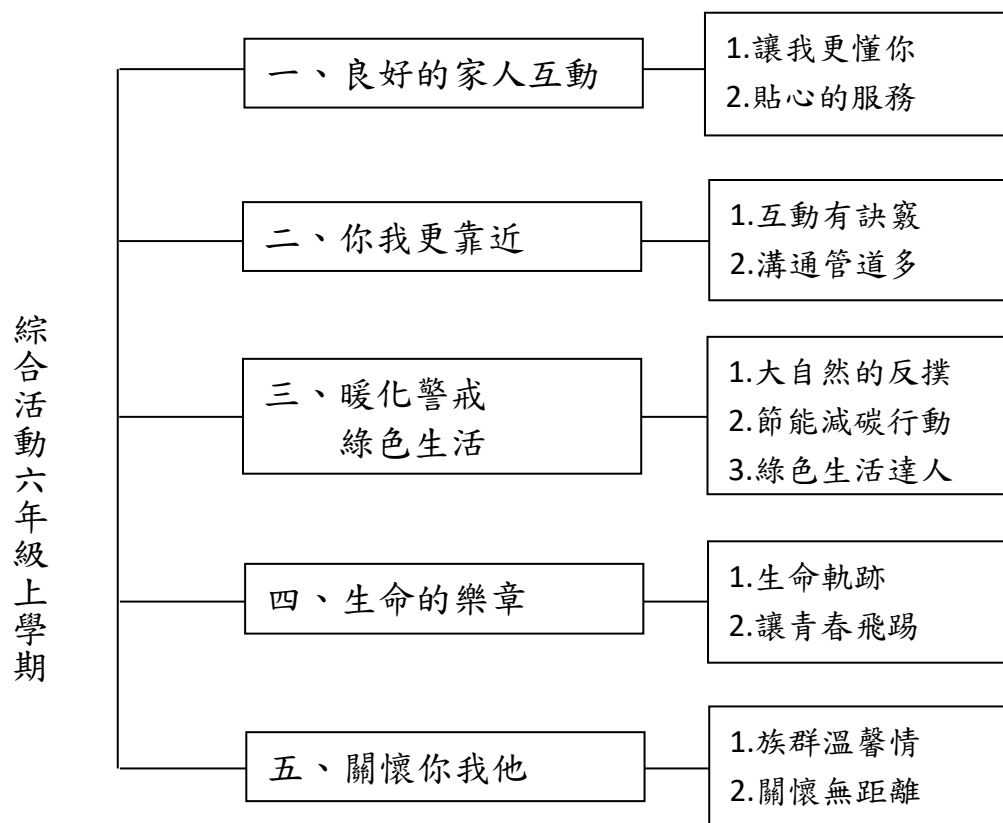 綜合活動六年級上學期
一、良好的家人互動
1.讓我更懂你
2.貼心的服務
二、你我更靠近
1.互動有訣竅
2.溝通管道多
三、暖化警戒
綠色生活
1.大自然的反撲
2.節能減碳行動
3.綠色生活達人
四、生命的樂章
1.生命軌跡
2.讓青春飛踢
五、關懷你我他
1.族群溫馨情
2.關懷無距離